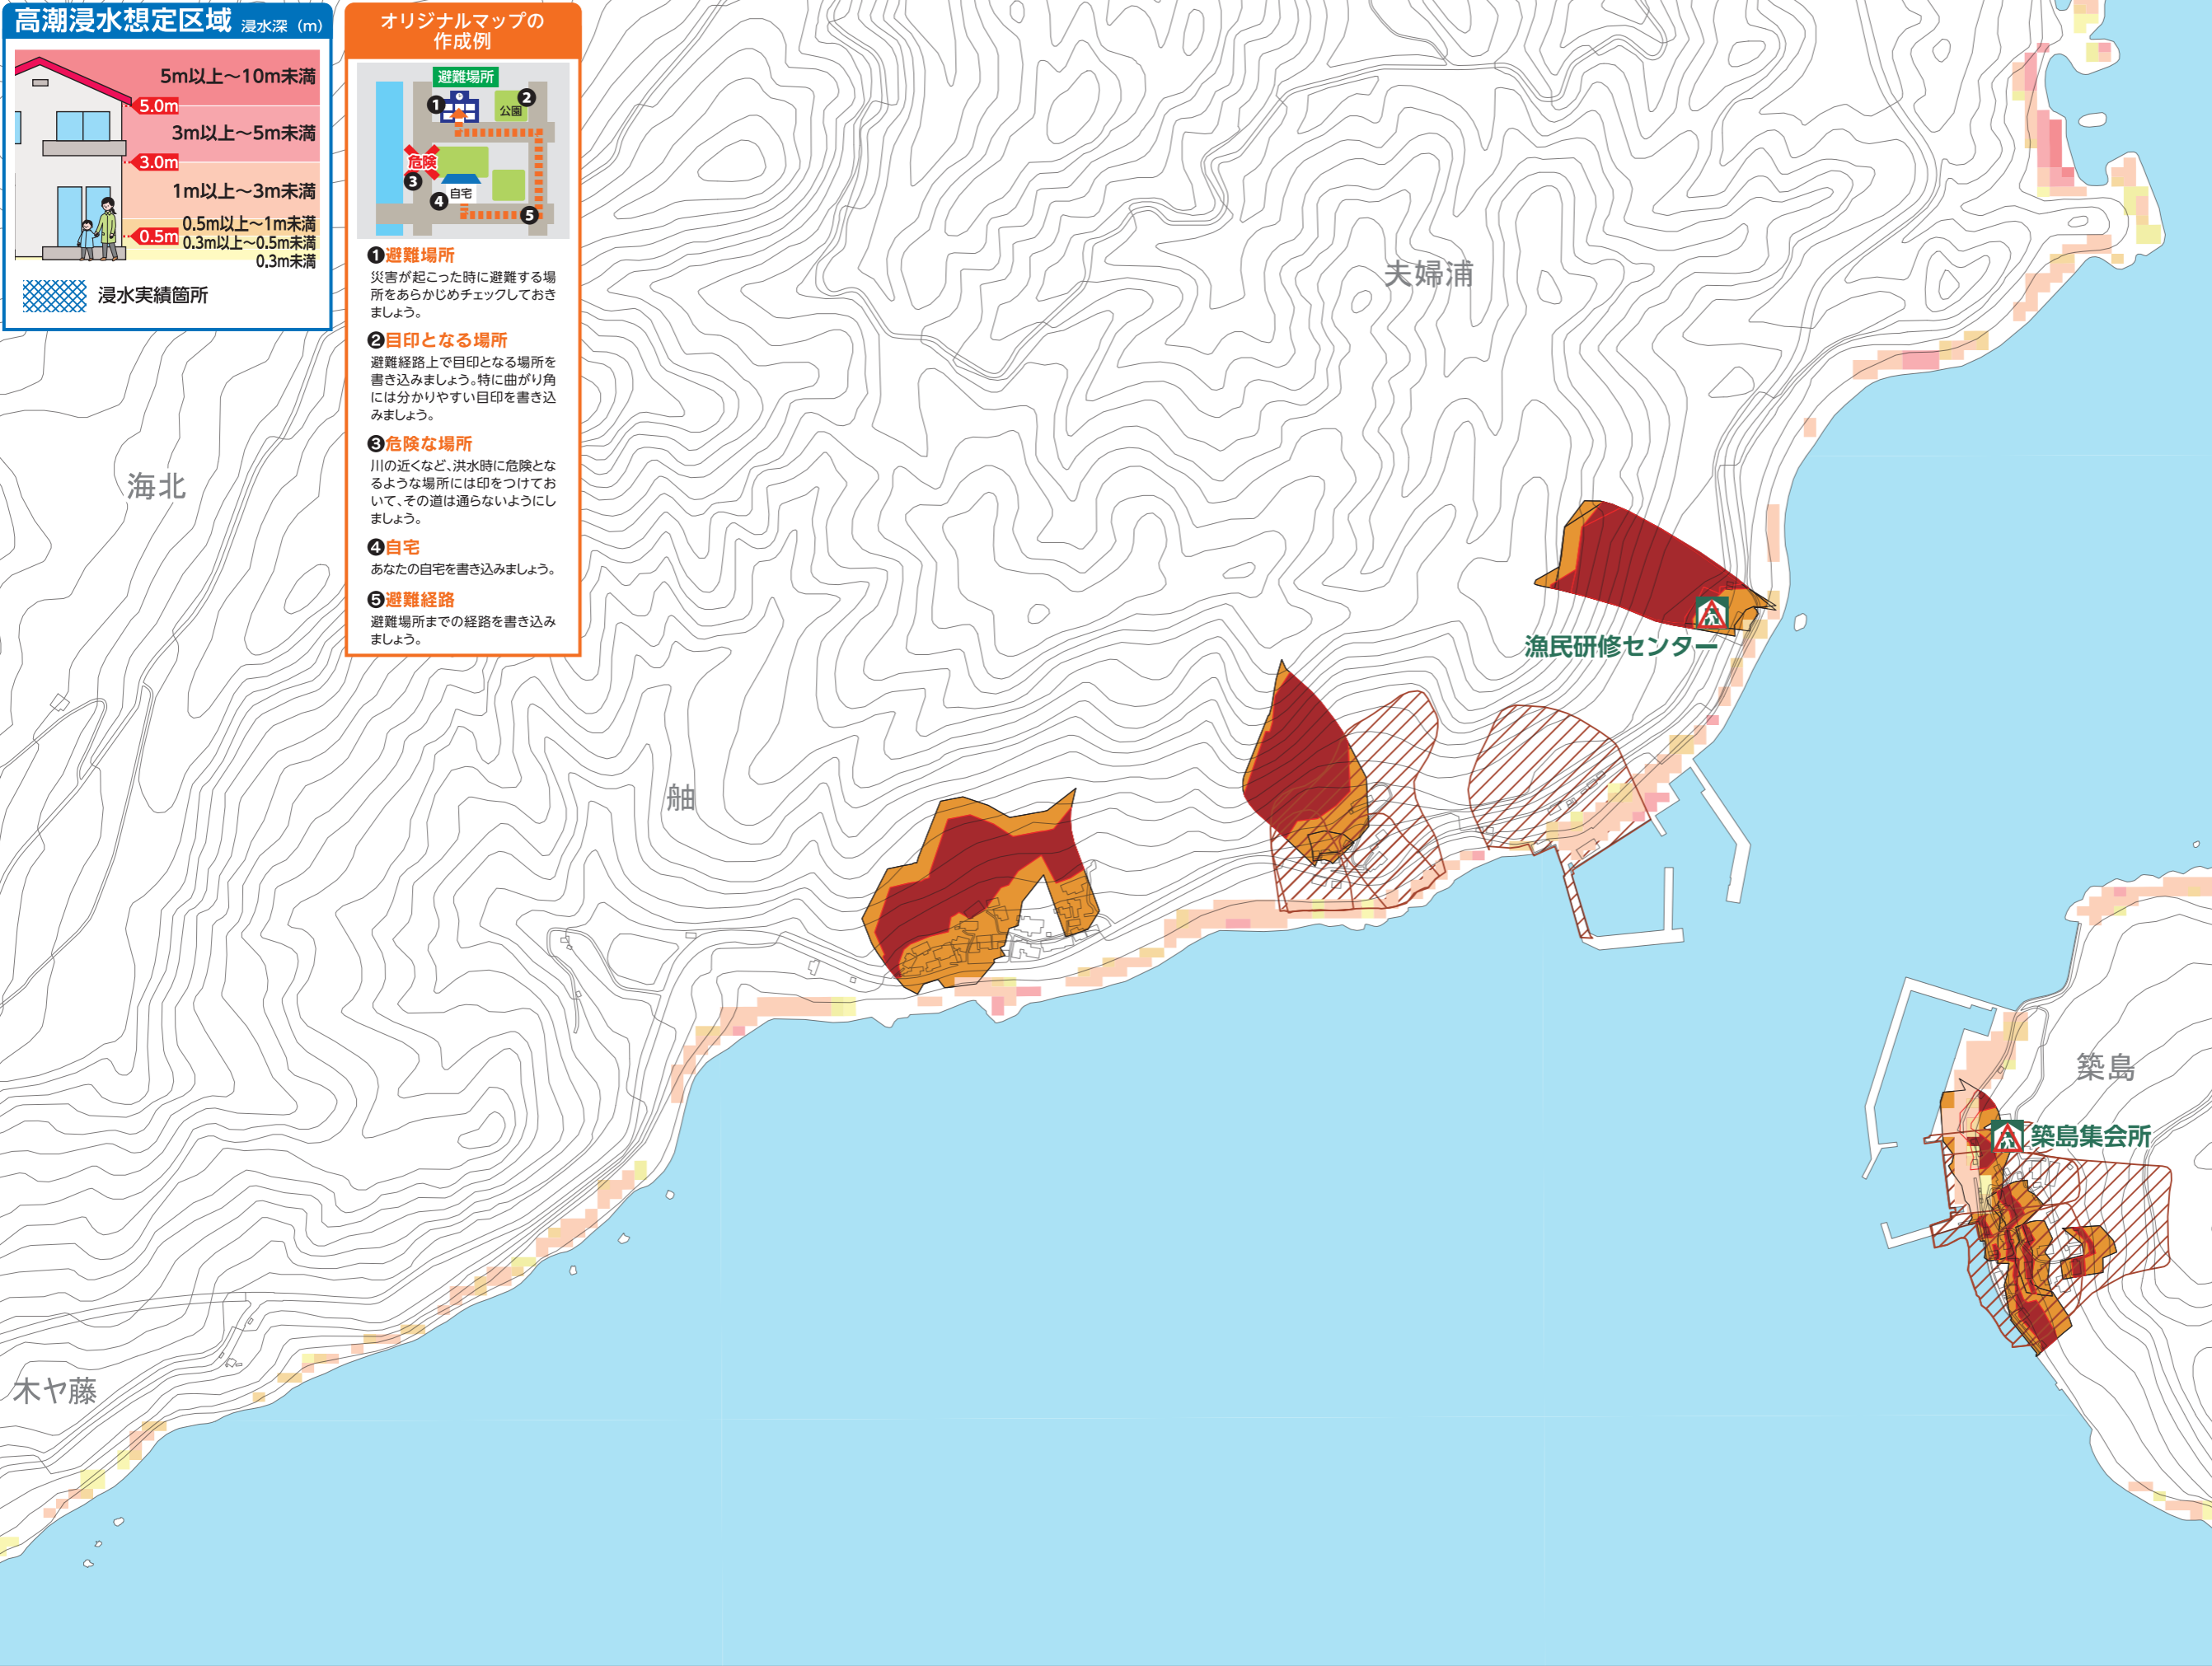 高潮浸水想定区域 浸水深（m）
5m以上～10m未満
5.0m
3m以上～5m未満
3.0m
1m以上～3m未満
0.5m以上～1m未満
0.5m
0.3m以上～0.5m未満
0.3m未満
浸水実績箇所
オリジナルマップの
作成例
避難場所
❶
❷
公園
危険
❸
❹
自宅
❺
❶避難場所
災害が起こった時に避難する場
所をあらかじめチェックしておき
ましょう。
❷目印となる場所
避難経路上で目印となる場所を
書き込みましょう。特に曲がり角
には分かりやすい目印を書き込
みましょう。
❸危険な場所
川の近くなど、洪水時に危険とな
るような場所には印をつけてお
いて、その道は通らないようにし
ましょう。
❹自宅
あなたの自宅を書き込みましょう。
❺避難経路
避難場所までの経路を書き込み
ましょう。
夫婦浦
海北
漁民研修センター
舳
築島
築島集会所
木ヤ藤